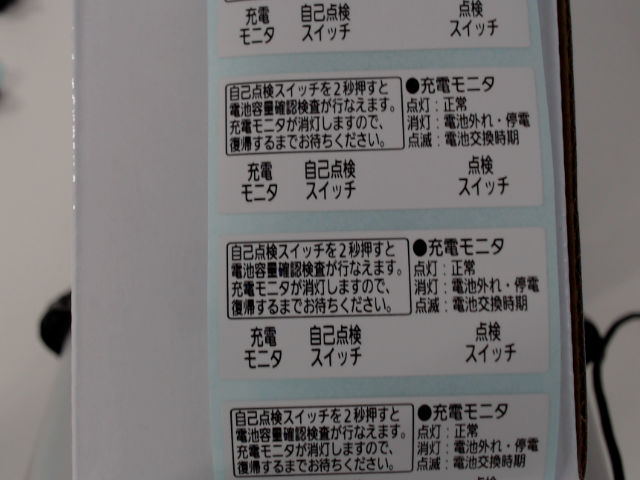 充電 自己点検 点検
モニタ スイッチ スイッチ
自己点検スイッチを2秒押すと
電池容量確認検査が行なえます。
充電モニタが消灯しますので、
復帰するまでお待ちください。
●充電モニタ
点灯：正常
消灯：電池外れ・停電
点滅：電池交換時期
充電 自己点検 点検
モニタ スイッチ スイッチ
自己点検スイッチを2秒押すと
電池容量確認検査が行なえます。
充電モニタが消灯しますので、
復帰するまでお待ちください。
●充電モニタ
点灯：正常
消灯：電池外れ・停電
点滅：電池交換時期
充電 自己点検 点検
モニタ スイッチ スイッチ
自己点検スイッチを2秒押すと
電池容量確認検査が行なえます。
充電モニタが消灯しますので、
復帰するまでお待ちください。
●充電モニタ
点灯：正常
消灯：電池外れ・停電
点滅：電池交換時期